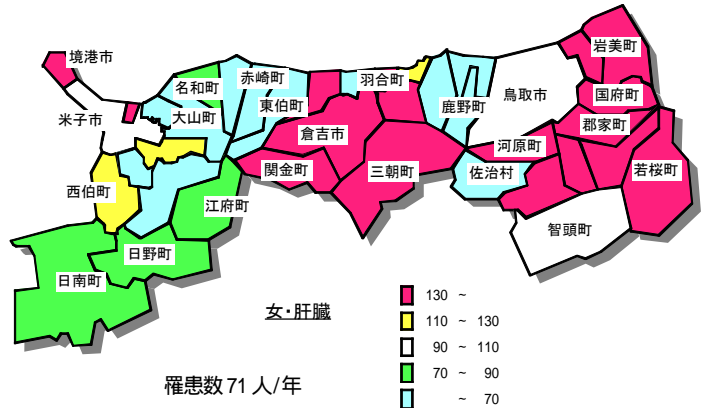 境港市
米子市
名和町
大山町
赤崎町
東伯町
羽合町
倉吉市
関金町
三朝町
鹿野町
鳥取市
岩美町
国府町
郡家町
河原町
佐治村
若桜町
智頭町
西伯町
江府町
日野町
日南町
女・肝臓
罹患数71人/年
130 ~
110 ~ 130
90 ~ 110
70 ~ 90
~ 70